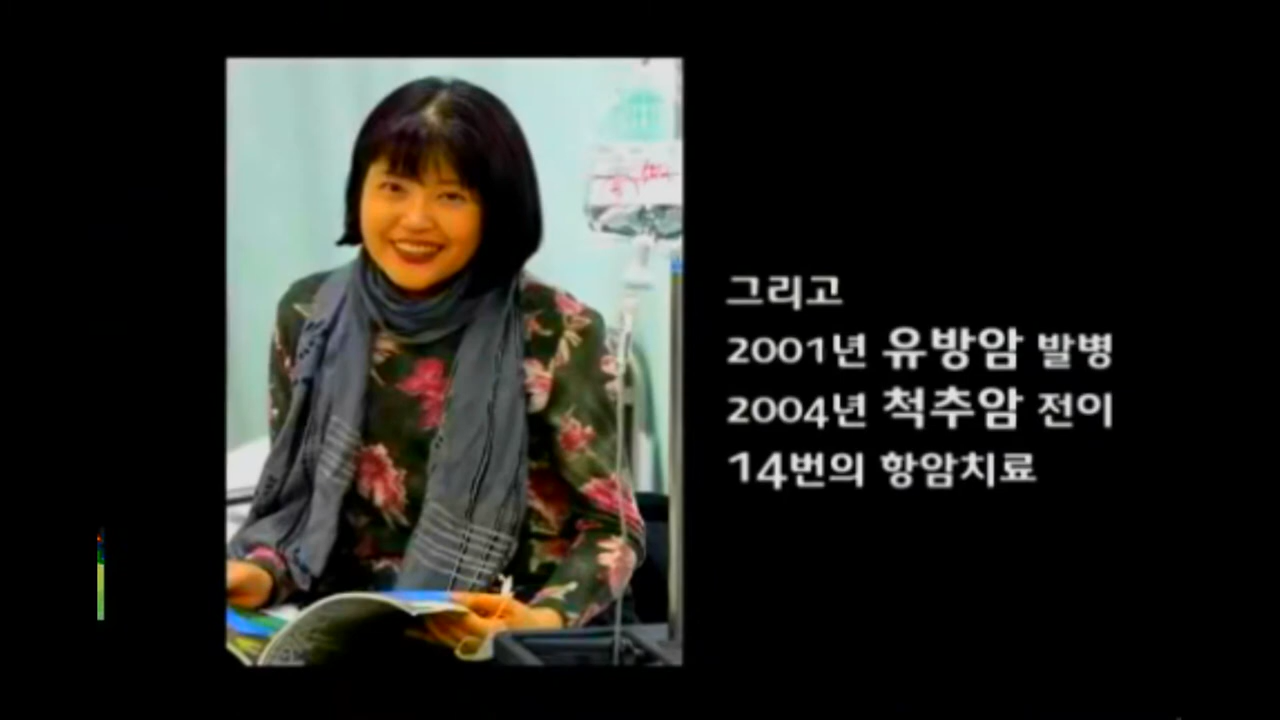 그리고
2001년 유방암 발병
2004년 척추암 전이
14번의 항암치료